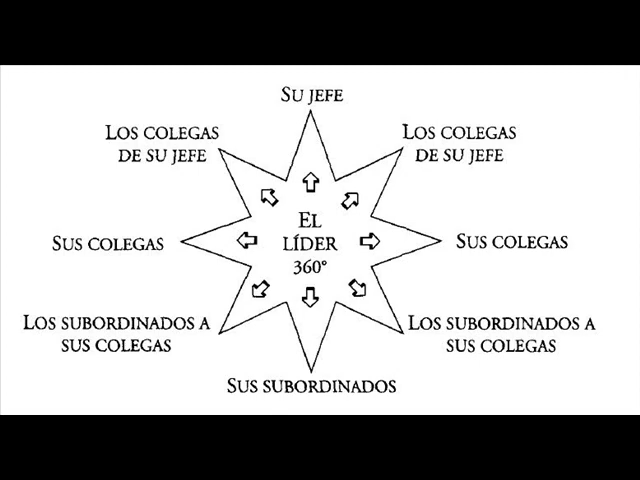 SU JEFE
LOS COLEGAS
DE SU JEFE
LOS COLEGAS
DE SU JEFE
EL
LÍDER
360°
SUS COLEGAS
SUS COLEGAS
LOS SUBORDINADOS A
SUS COLEGAS
LOS SUBORDINADOS A
SUS COLEGAS
SUS SUBORDINADOS